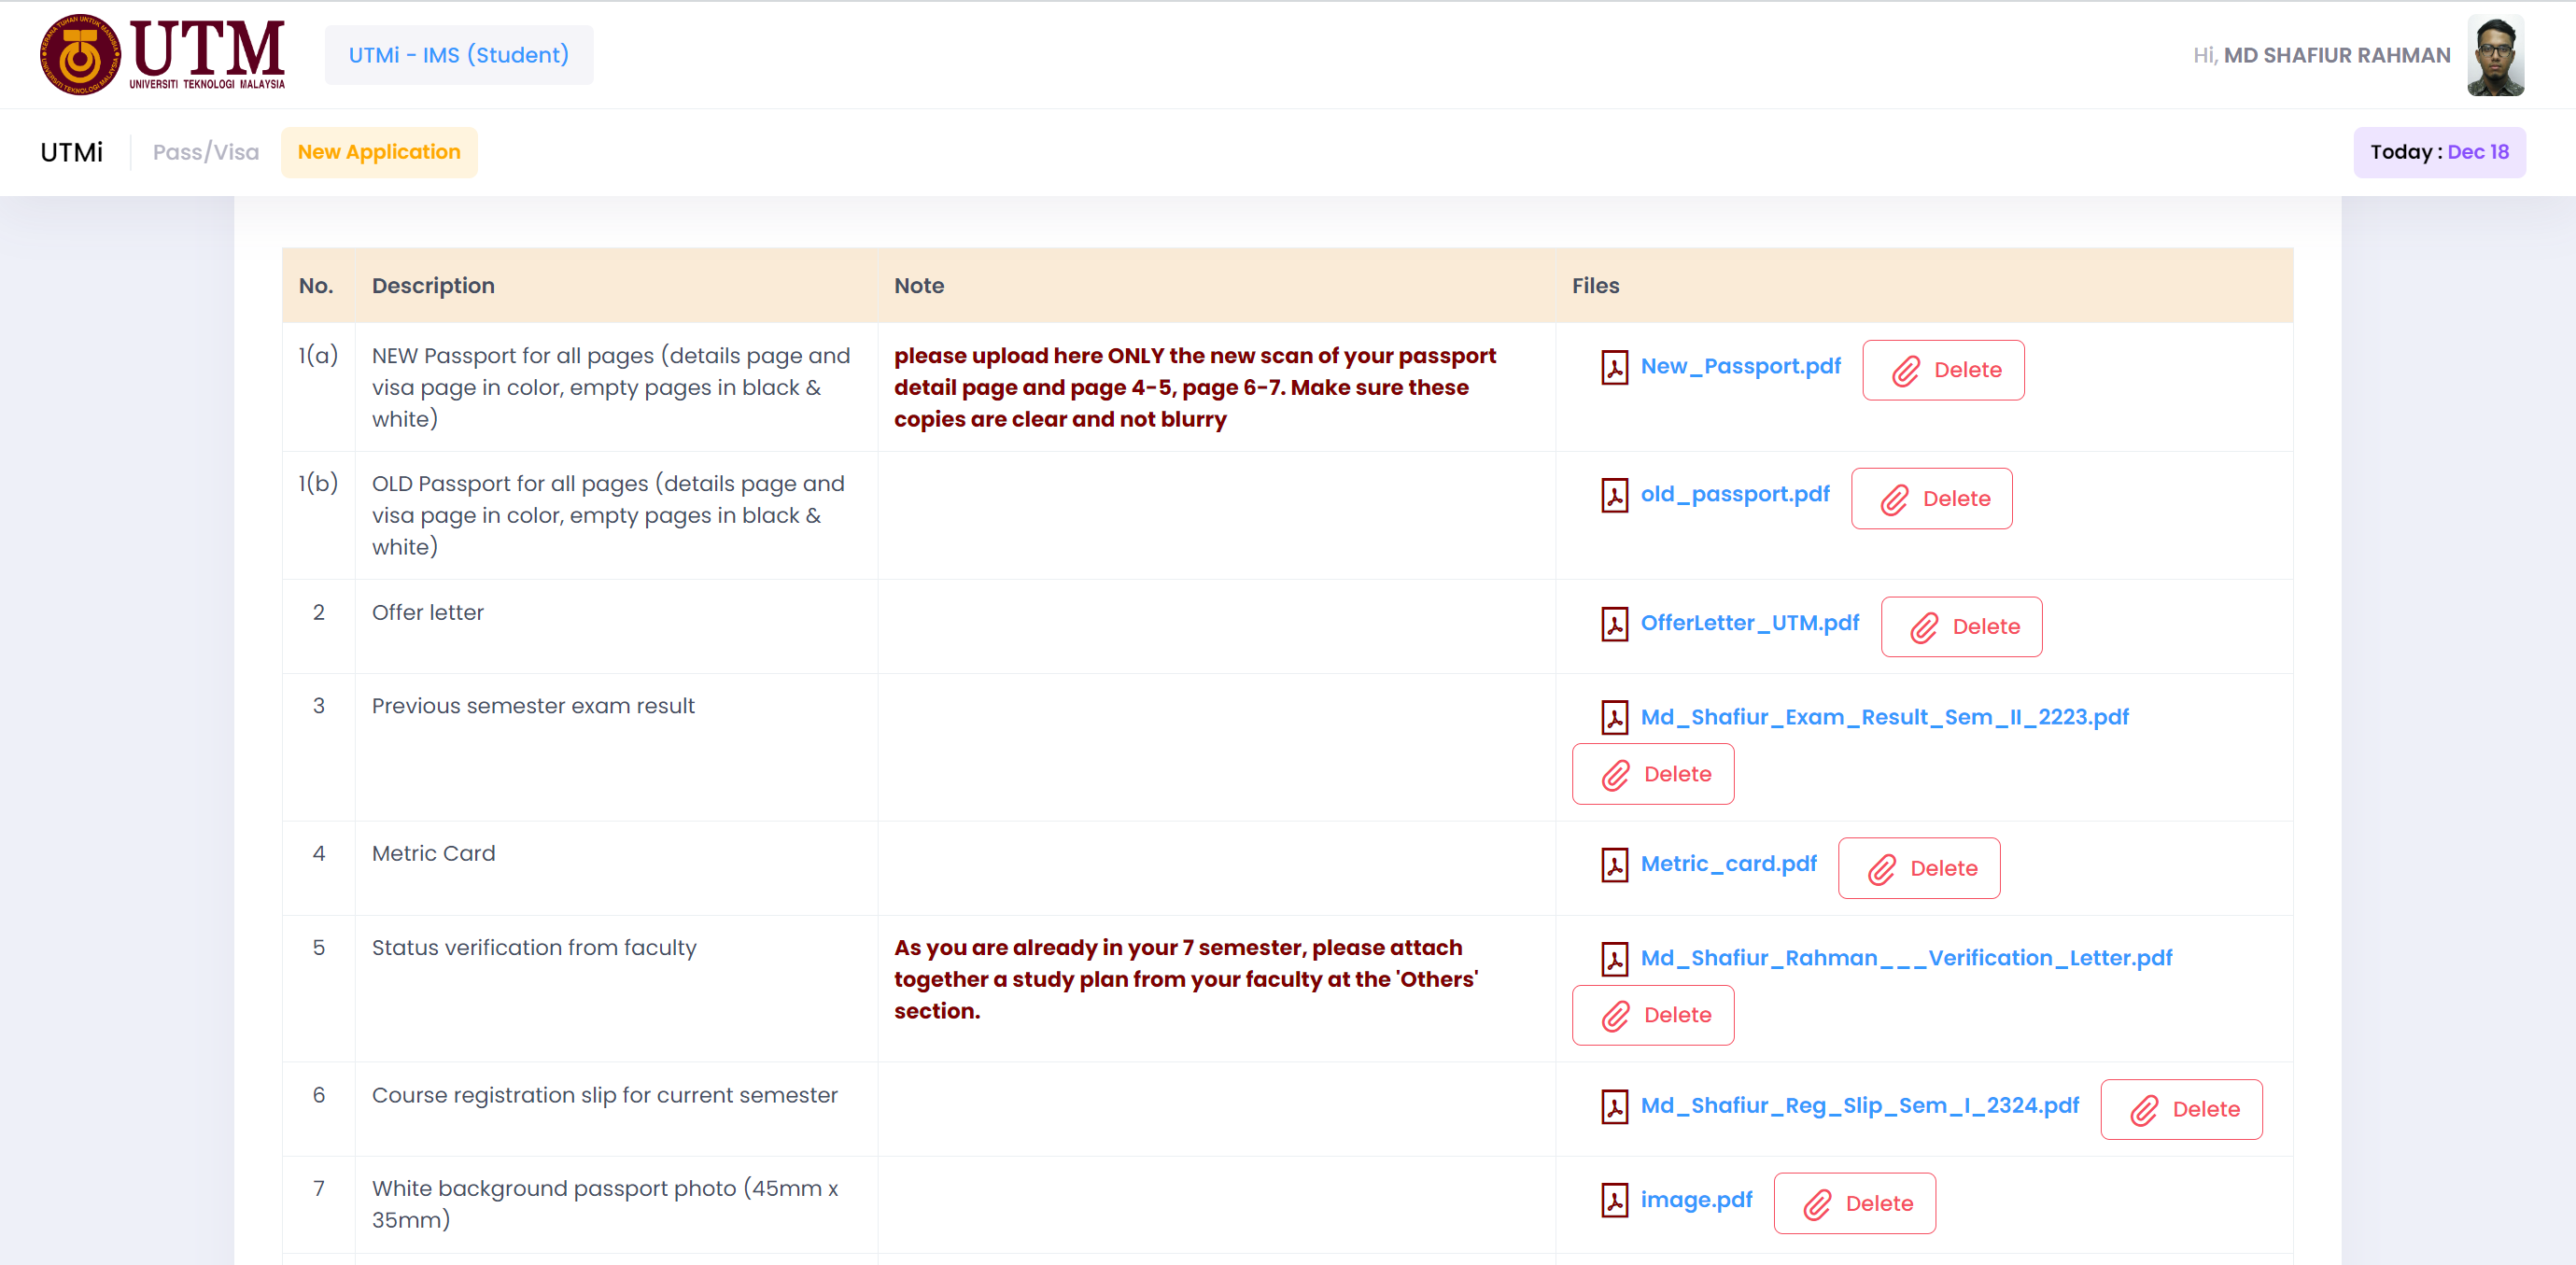 UTM
UNIVERSITI TEKNOLOGI MALAYSIA
UTMi - IMS (Student)
Hi, MD SHAFIUR RAHMAN
UTMi
Pass/Visa
New Application
Today : Dec 18
No.
Description
Note
Files
1(a)
NEW Passport for all pages (details page and
visa page in color, empty pages in black &
white)
please upload here ONLY the new scan of your passport
detail page and page 4-5, page 6-7. Make sure these
copies are clear and not blurry
New_Passport.pdf
Delete
1(b)
OLD Passport for all pages (details page and
visa page in color, empty pages in black &
white)
old_passport.pdf
Delete
2
Offer letter
OfferLetter_UTM.pdf
Delete
3
Previous semester exam result
Md_Shafiur_Exam_Result_Sem_II_2223.pdf
Delete
4
Metric Card
Metric_card.pdf
Delete
5
Status verification from faculty
As you are already in your 7 semester, please attach
together a study plan from your faculty at the 'Others'
section.
Md_Shafiur_Rahman___Verification_Letter.pdf
Delete
6
Course registration slip for current semester
Md_Shafiur_Reg_Slip_Sem_I_2324.pdf
Delete
7
White background passport photo (45mm x
35mm)
image.pdf
Delete